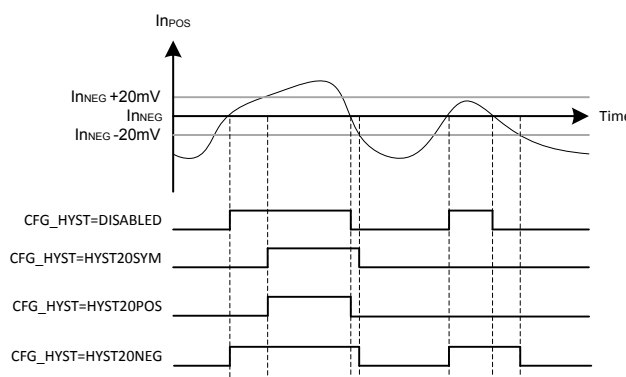 InPOS
InNEG +20mV
InNEG
Time
InNEG -20mV
CFG_HYST=DISABLED
CFG_HYST=HYST20SYM
CFG_HYST=HYST20POS
CFG_HYST=HYST20NEG